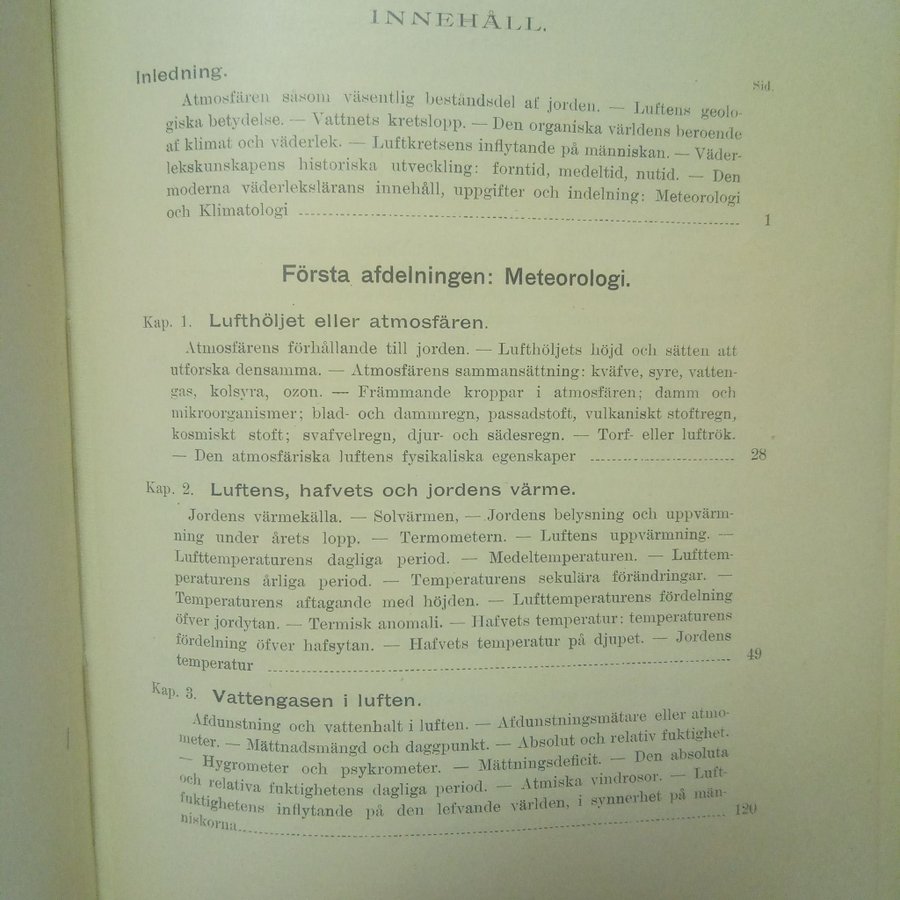 INNEHÅLL.
Inledning.
Sid.
Atmosfären såsom väsentlig beståndsdel af jorden. — Luftens geolo-
giska betydelse. — Vattnets kretslopp. — Den organiska världens beroende
af klimat och väderlek. — Luftkretsens inflytande på människan. — Väder-
lekskunskapens historiska utveckling: forntid, medeltid, nutid. — Den
moderna väderlekslärans innehåll, uppgifter och indelning: Meteorologi
och Klimatologi 1
Första afdelningen: Meteorologi.
Kap. 1. Lufthöljet eller atmosfären.
Atmosfärens förhållande till jorden. — Lufthöljets höjd och sätten att
utforska densamma. — Atmosfärens sammansättning: kväfve, syre, vatten-
gas, kolsyra, ozon. — Främmande kroppar i atmosfären; damm och
mikroorganismer; blad- och dammregn, passadstoft, vulkaniskt stoftregn,
kosmiskt stoft; svafvelregn, djur- och sädesregn. — Torf- eller luftrök.
— Den atmosfäriska luftens fysikaliska egenskaper 28
Kap. 2. Luftens, hafvets och jordens värme.
Jordens värmekälla. — Solvärmen, — Jordens belysning och uppvärm-
ning under årets lopp. — Termometern. — Luftens uppvärmning. —
Lufttemperaturens dagliga period. — Medeltemperaturen. — Lufttem-
peraturens årliga period. — Temperaturens sekulära förändringar. —
Temperaturens aftagande med höjden. — Lufttemperaturens fördelning
öfver jordytan. — Termisk anomali. — Hafvets temperatur: temperaturens
fördelning öfver hafsytan. — Hafvets temperatur på djupet. — Jordens
temperatur 49
Kap. 3. Vattengasen i luften.
Afdunstning och vattenhalt i luften. — Afdunstningsmätare eller atmo-
meter. — Mättnadsmängd och daggpunkt. — Absolut och relativ fuktighet.
— Hygrometer och psykrometer. — Mättningsdeficit. — Den absoluta
och relativa fuktighetens dagliga period. — Atmiska vindrosor. — Luft-
fuktighetens inflytande på den lefvande världen, i synnerhet på män-
niskorna 120